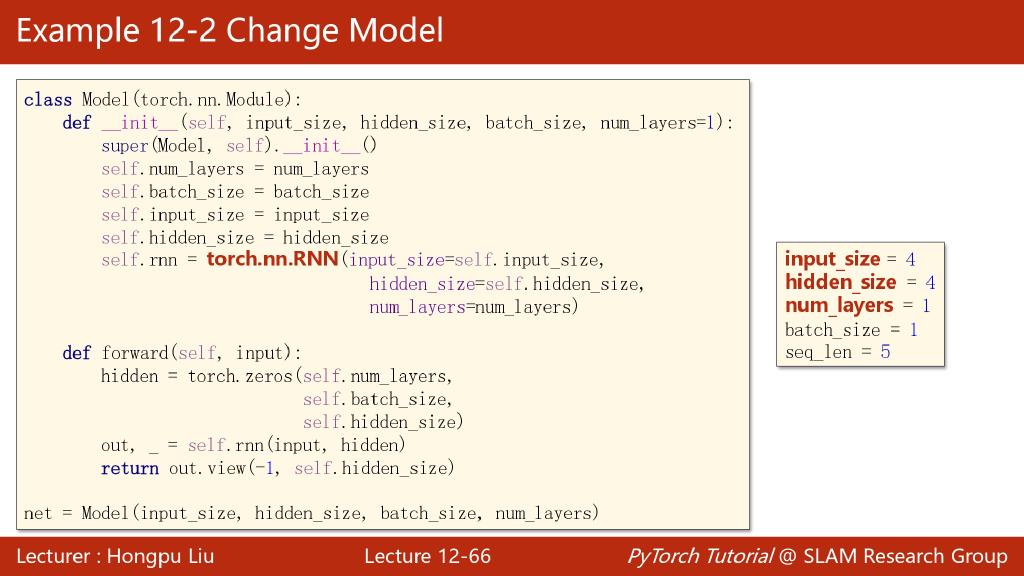 Example 12-2 Change Model
class Model(torch.nn.Module):
    def __init__(self, input_size, hidden_size, batch_size, num_layers=1):
        super(Model, self).__init__()
        self.num_layers = num_layers
        self.batch_size = batch_size
        self.input_size = input_size
        self.hidden_size = hidden_size
        self.rnn = torch.nn.RNN(input_size=self.input_size,
                                hidden_size=self.hidden_size,
                                num_layers=num_layers)
    def forward(self, input):
        hidden = torch.zeros(self.num_layers,
                             self.batch_size,
                             self.hidden_size)
        out, _ = self.rnn(input, hidden)
        return out.view(-1, self.hidden_size)
net = Model(input_size, hidden_size, batch_size, num_layers)
input_size = 4
hidden_size = 4
num_layers = 1
batch_size = 1
seq_len = 5
Lecturer : Hongpu Liu
Lecture 12-66
PyTorch Tutorial @ SLAM Research Group